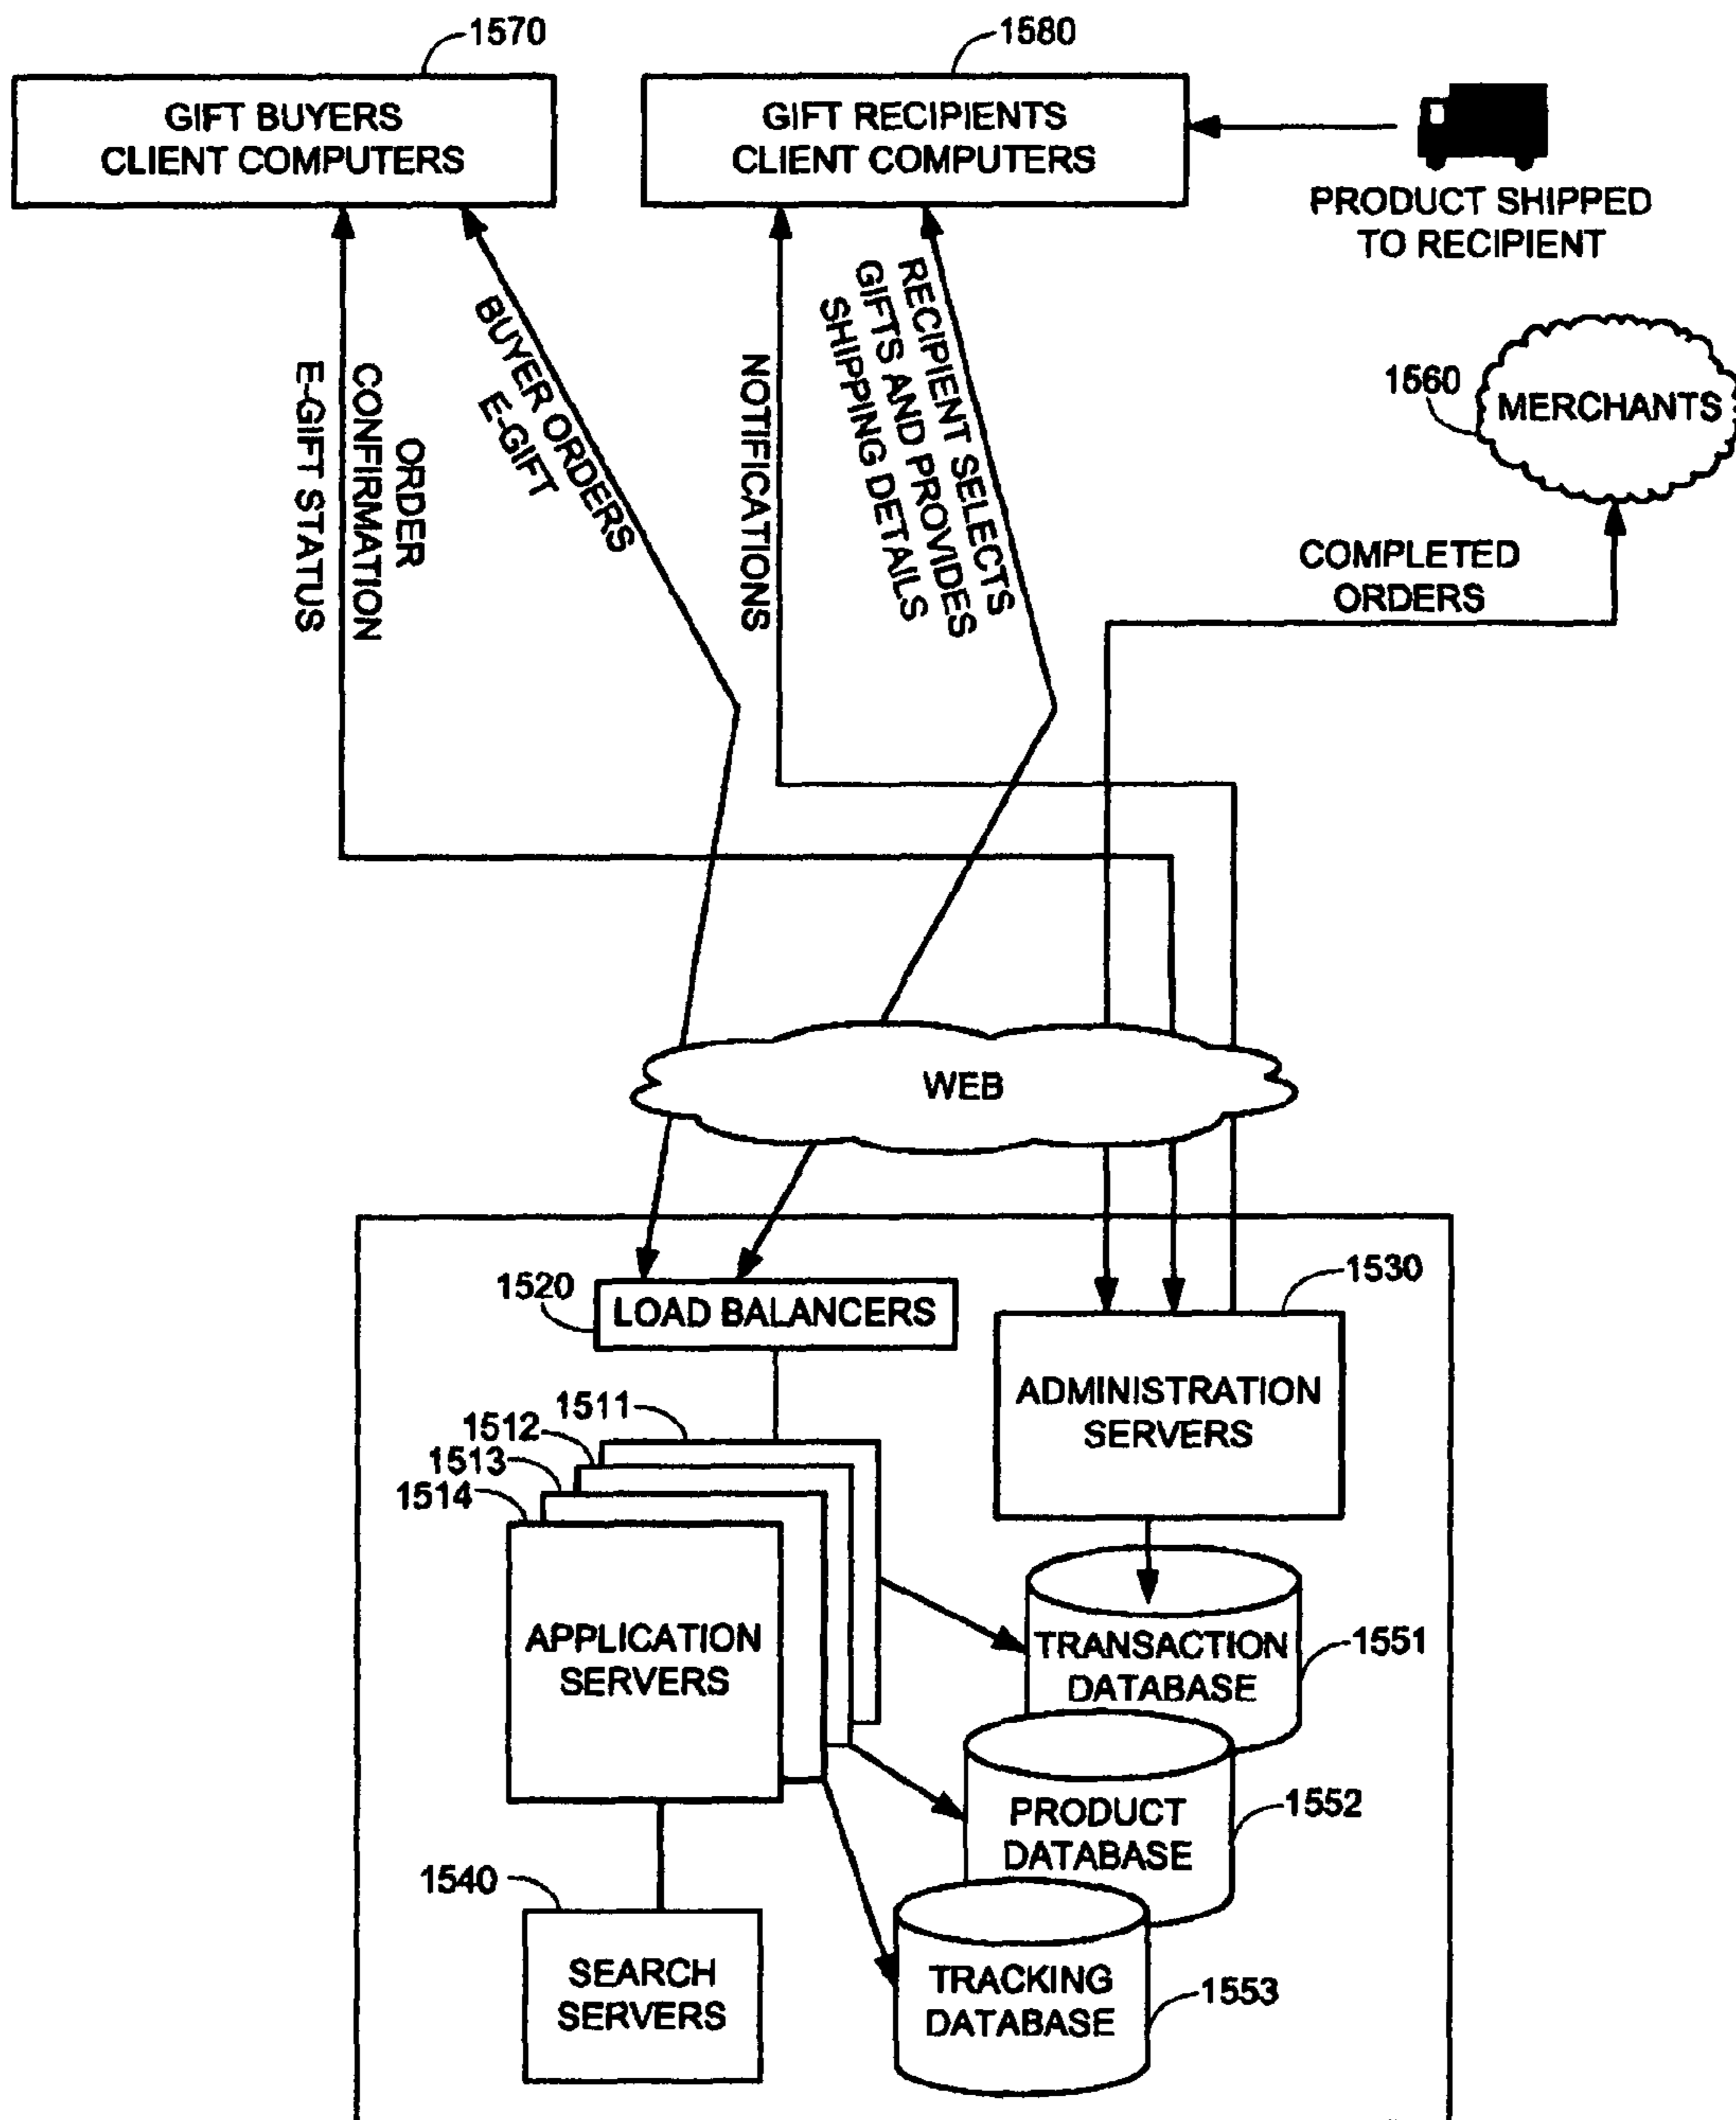 1570
1580
GIFT BUYERS
CLIENT COMPUTERS
GIFT RECIPIENTS
CLIENT COMPUTERS
PRODUCT SHIPPED
TO RECIPIENT
1560
MERCHANTS
ORDER
CONFIRMATION
E-GIFT STATUS
BUYER ORDERS
E-GIFT
NOTIFICATIONS
RECIPIENT SELECTS
GIFTS AND PROVIDES
SHIPPING DETAILS
COMPLETED
ORDERS
WEB
1520
LOAD BALANCERS
1530
ADMINISTRATION
SERVERS
1511
1512
1513
1514
APPLICATION
SERVERS
TRANSACTION
DATABASE
1551
PRODUCT
DATABASE
1552
1540
SEARCH
SERVERS
TRACKING
DATABASE
1553